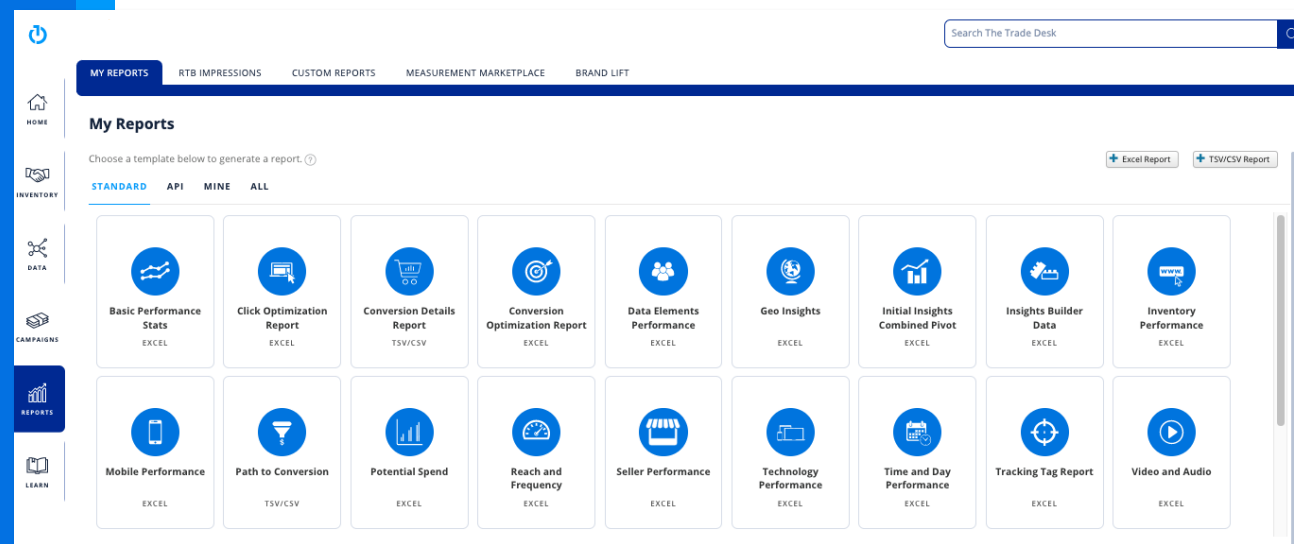 Search The Trade Desk
MY REPORTS RTB IMPRESSIONS CUSTOM REPORTS MEASUREMENT MARKETPLACE BRAND LIFT
HOME
My Reports
Choose a template below to generate a report. ?
+ Excel Report + TSV/CSV Report
INVENTORY
STANDARD API MINE ALL
DATA
Basic Performance Click Optimization Conversion Details Conversion Data Elements Geo Insights Initial Insights Insights Builder www Inventory
Stats Report Report Optimization Report Performance Combined Pivot Data Performance
EXCEL EXCEL TSV/CSV EXCEL EXCEL EXCEL EXCEL EXCEL EXCEL
CAMPAIGNS
REPORTS
Mobile Performance Path to Conversion Potential Spend Reach and Seller Performance Technology Time and Day Tracking Tag Report Video and Audio
Frequency Performance Performance
LEARN
EXCEL TSV/CSV EXCEL EXCEL EXCEL EXCEL EXCEL EXCEL EXCEL